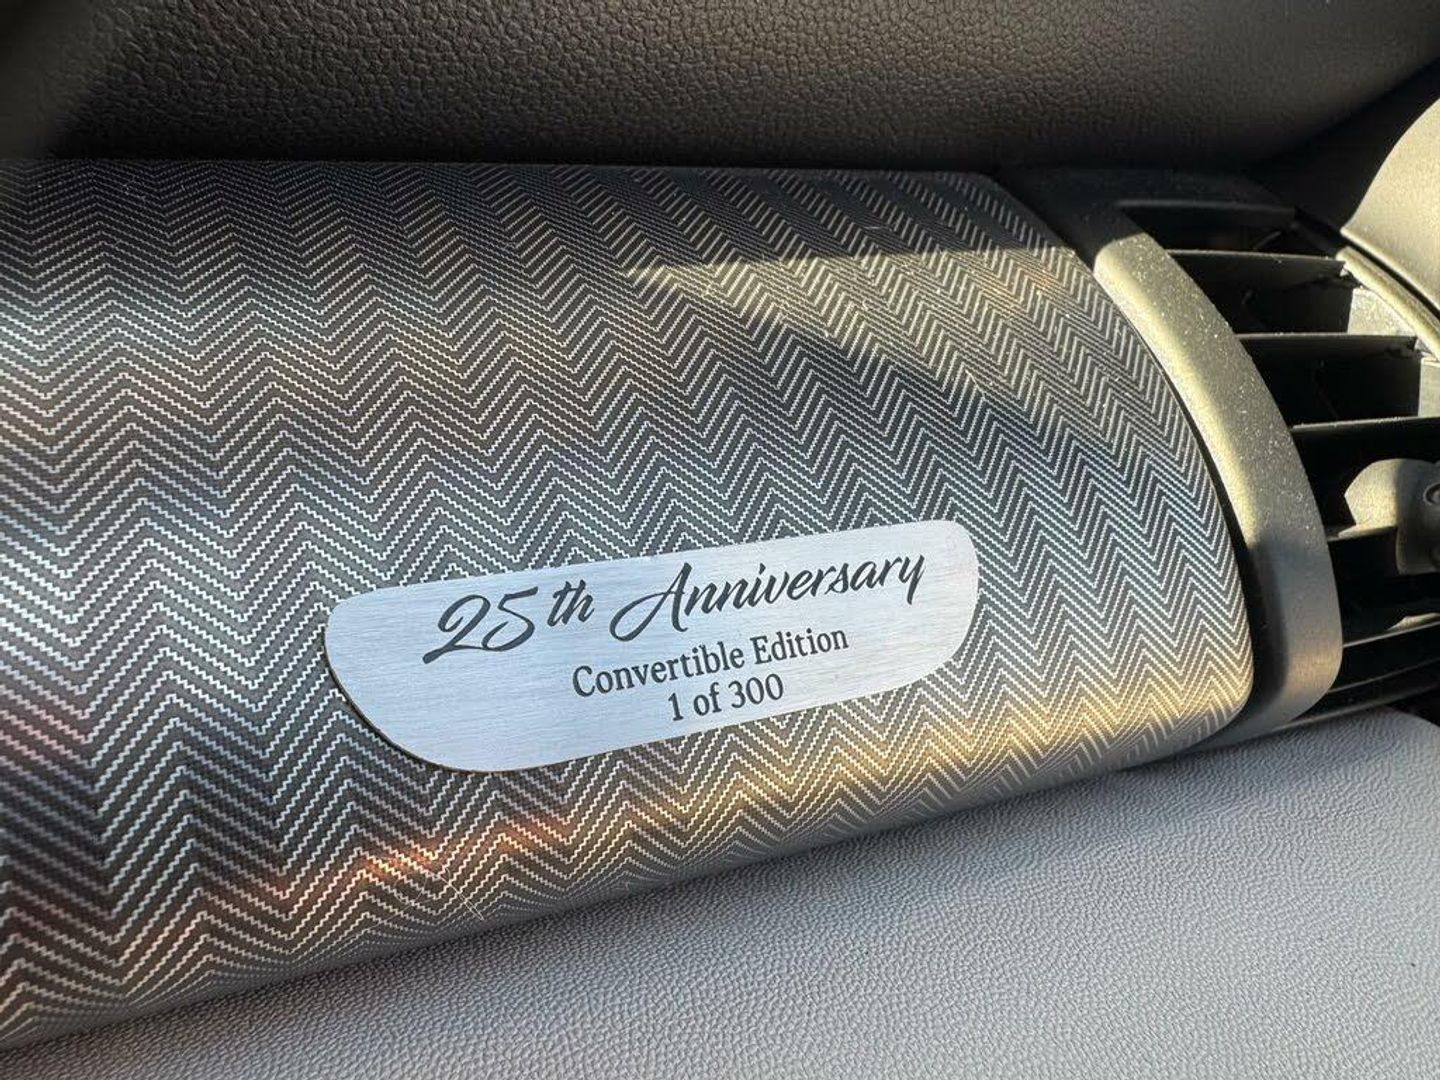 25th Anniversary
Convertible Edition
1 of 300